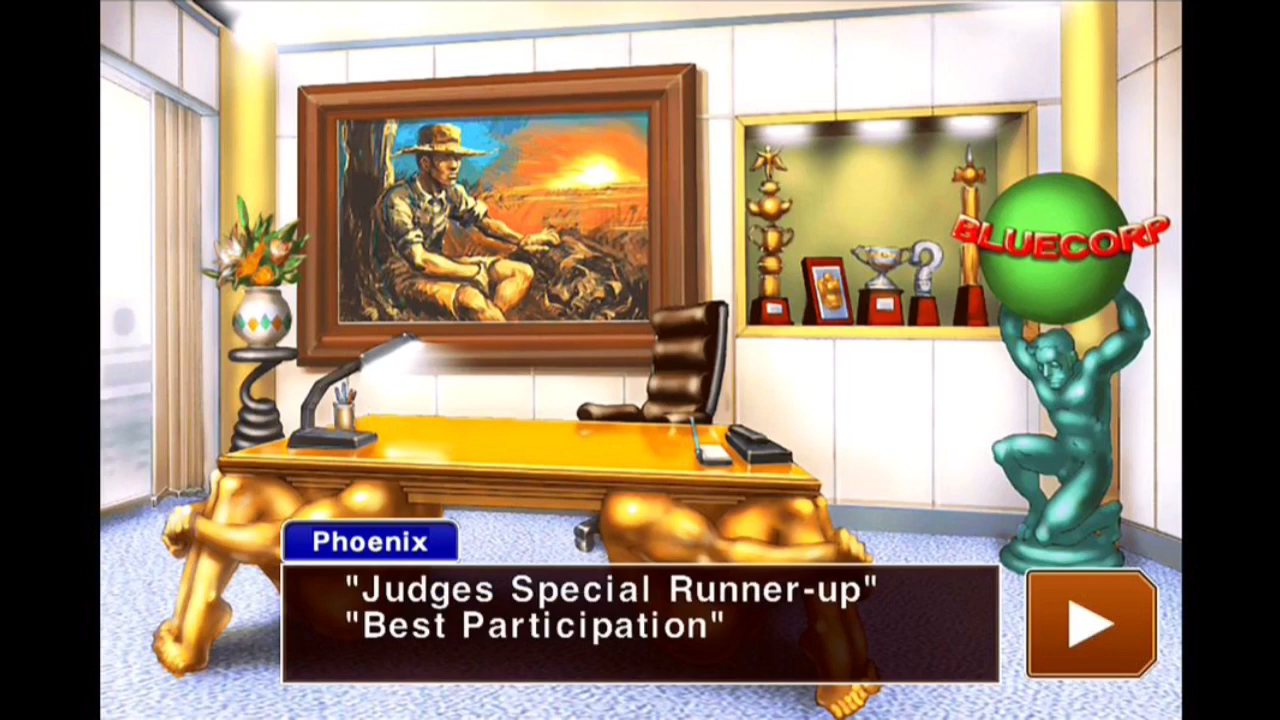 BLUECORP
Phoenix
"Judges Special Runner-up"
"Best Participation"